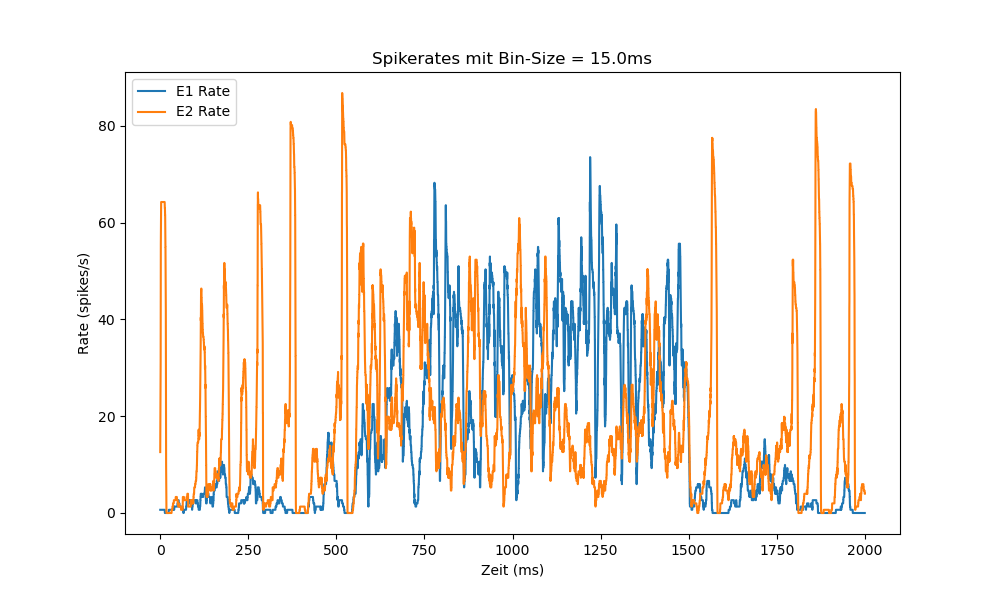 Spikerates mit Bin-Size = 15.0ms
E1 Rate
E2 Rate
Rate (spikes/s)
80
60
40
20
0
0 250 500 750 1000 1250 1500 1750 2000
Zeit (ms)